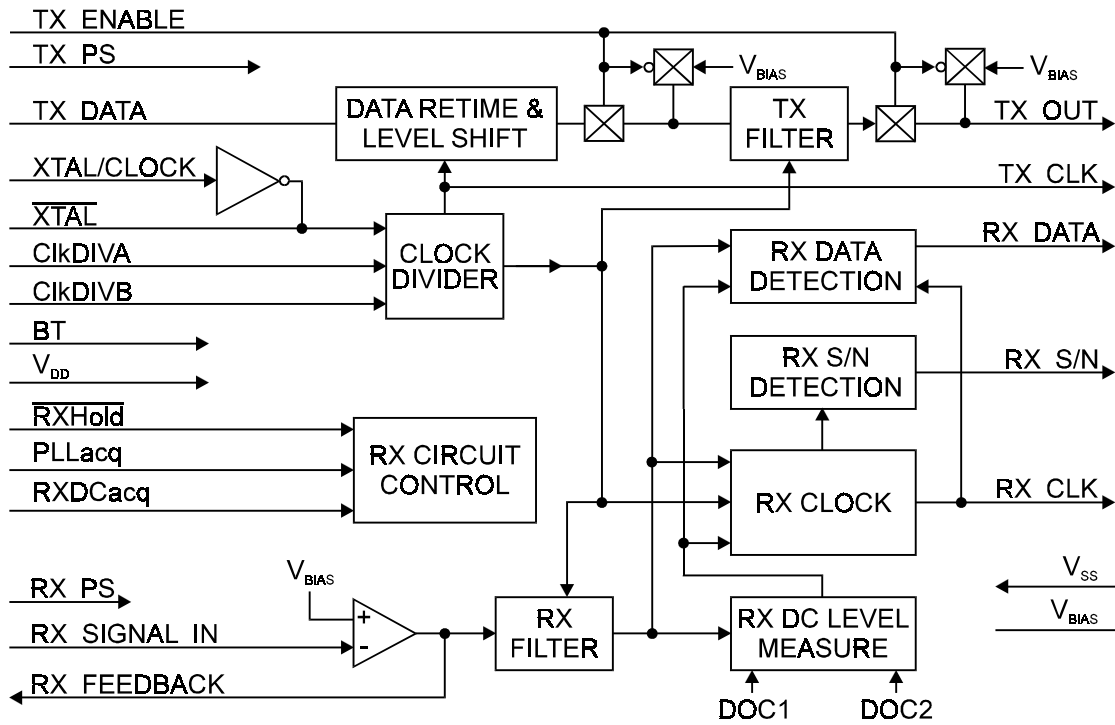 TX ENABLE
TX PS
V_BIAS
V_BIAS
TX DATA
DATA RETIME &
LEVEL SHIFT
TX
FILTER
TX OUT
XTAL/CLOCK
TX CLK
XTAL
ClkDIVA
ClkDIVB
CLOCK
DIVIDER
RX DATA
DETECTION
RX DATA
BT
V_DD
RX S/N
DETECTION
RX S/N
RXHold
PLLacq
RXDCacq
RX CIRCUIT
CONTROL
RX CLOCK
RX CLK
V_SS
V_BIAS
V_BIAS
RX PS
RX SIGNAL IN
RX FEEDBACK
+
-
RX
FILTER
RX DC LEVEL
MEASURE
DOC1
DOC2